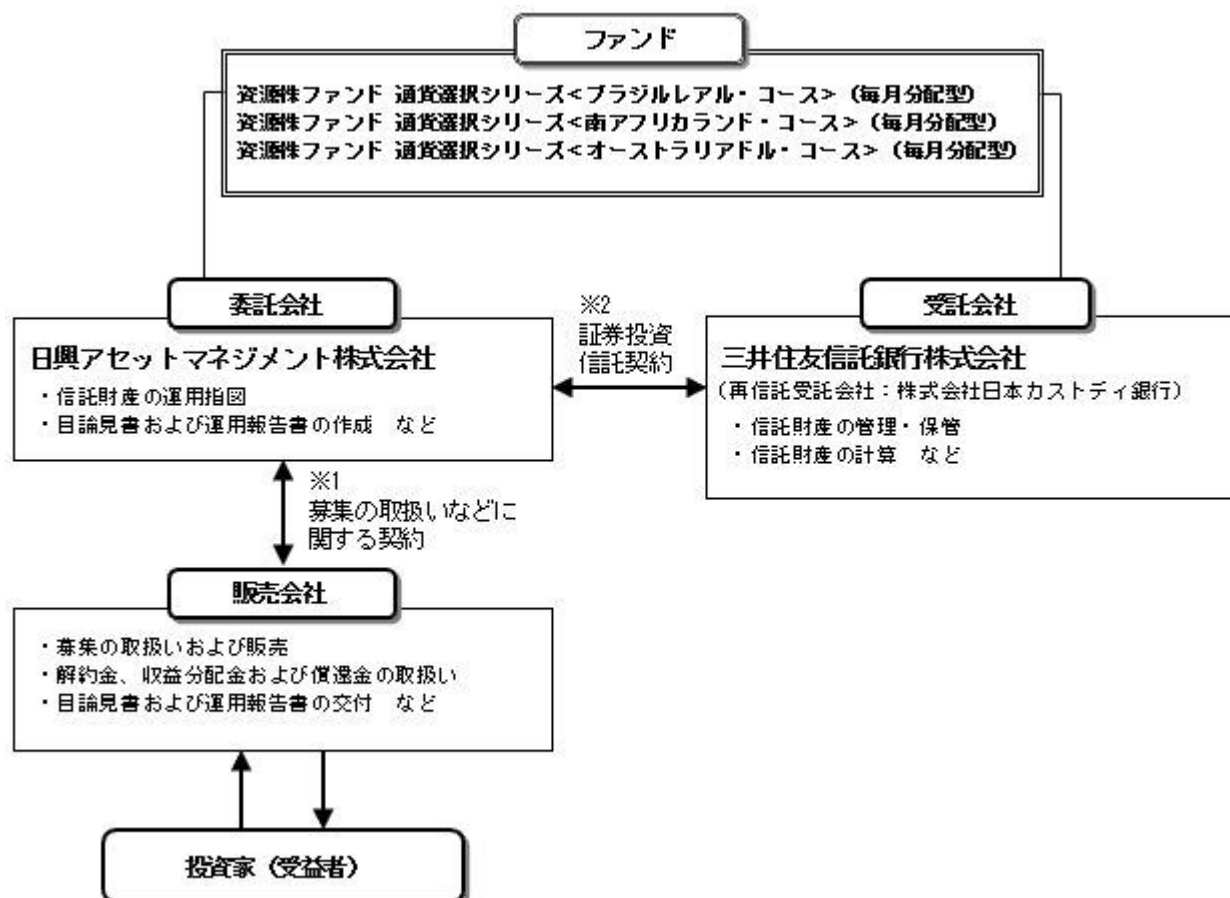 ファンド
資源株ファンド 通貨選択シリーズ<ブラジルレアル・コース>(毎月分配型)
資源株ファンド 通貨選択シリーズ<南アフリカランド・コース>(毎月分配型)
資源株ファンド 通貨選択シリーズ<オーストラリアドル・コース>(毎月分配型)
委託会社
日興アセットマネジメント株式会社
・信託財産の運用指図
・目論見書および運用報告書の作成 など
※2
証券投資
信託契約
受託会社
三井住友信託銀行株式会社
(再信託受託会社:株式会社日本カストディ銀行)
・信託財産の管理・保管
・信託財産の計算 など
※1
募集の取扱いなどに
関する契約
販売会社
・募集の取扱いおよび販売
・解約金、収益分配金および償還金の取扱い
・目論見書および運用報告書の交付 など
投資家(受益者)